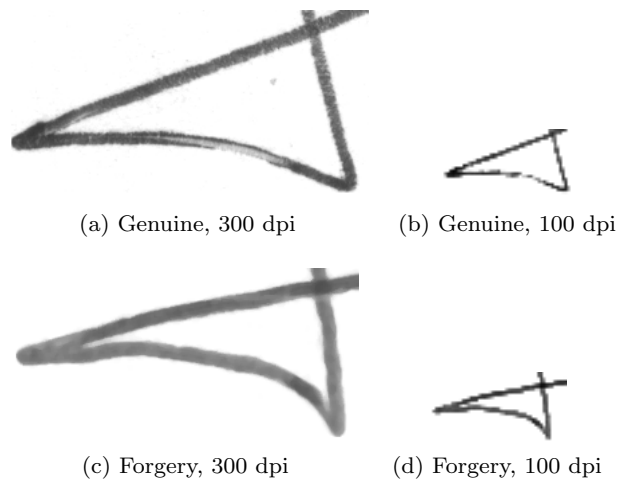 (a) Genuine, 300 dpi
(b) Genuine, 100 dpi
(c) Forgery, 300 dpi
(d) Forgery, 100 dpi